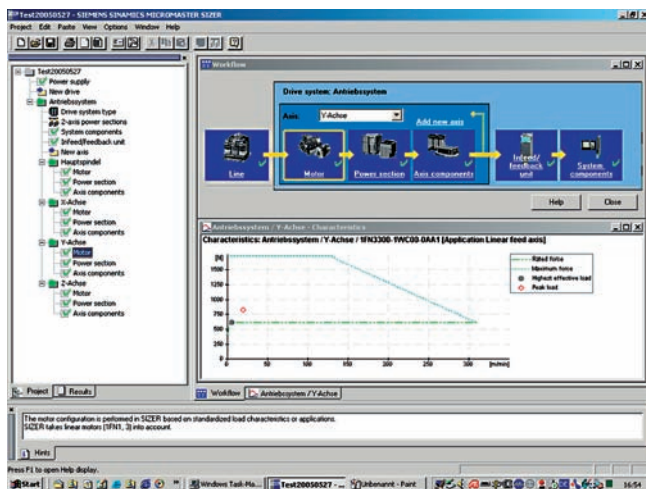 Test20050527 - SIEMENS SINAMICS MICROMASTER SIZER
Project Edit Paste View Options Window Help
Test20050527
Power supply
New drive
Antriebssystem
Drive system type
2-axis power sections
System components
Infeed/feedback unit
New axis
Hauptspindel
Motor
Power section
Axis components
X-Achse
Motor
Power section
Axis components
Y-Achse
Motor
Power section
Axis components
Z-Achse
Motor
Power section
Axis components
Project Results
Workflow
Drive system: Antriebssystem
Axis: Y-Achse
Add new axis
Line
Motor
Power section
Axis components
Infeed/
feedback
unit
System
components
Help Close
Antriebssystem / Y-Achse - Characteristics
Characteristics: Antriebssystem / Y-Achse / 1FN3300-1WC00-0AA1 [Application Linear feed axis]
[N]
1500
1250
1000
750
500
250
0
0 50 100 150 200 250 300 [m/min]
Rated force
Maximum force
Highest effective load
Peak load
Workflow Antriebssystem / Y-Achse
The motor configuration is performed in SIZER based on standardized load characteristics or applications.
SIZER takes linear motors (1FN1, 3) into account.
Hints
Press F1 to open Help display.
Start
Windows Task-Ma...
Test20050527 - ...
Unbenannt - Paint
16:54